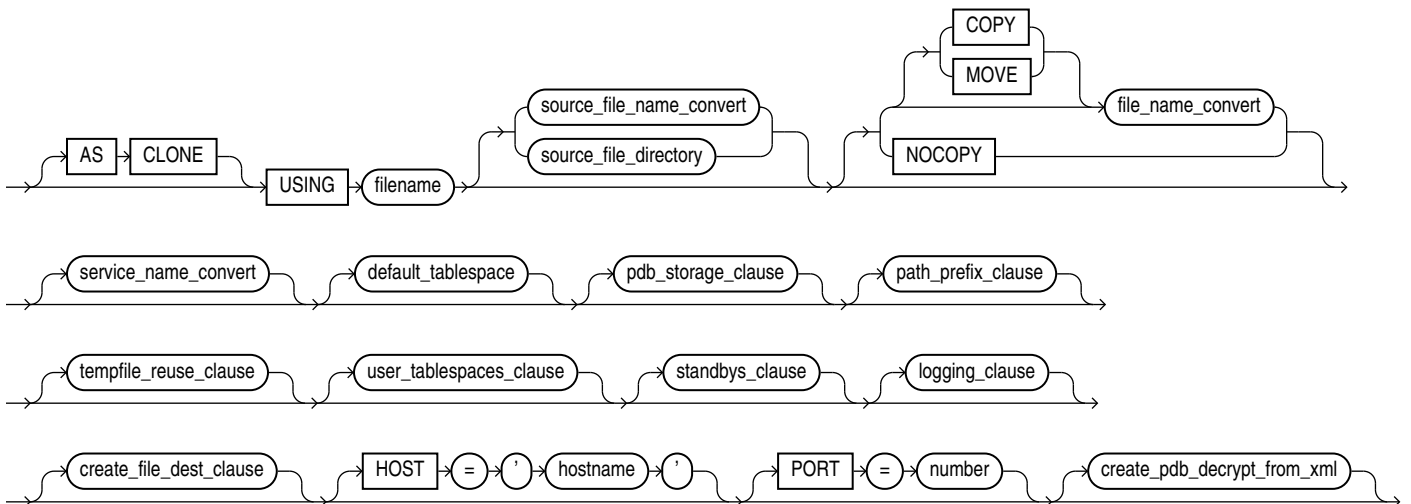 COPY
MOVE
source_file_name_convert file_name_convert
AS CLONE source_file_directory NOCOPY
USING filename
service_name_convert default_tablespace pdb_storage_clause path_prefix_clause
tempfile_reuse_clause user_tablespaces_clause standbys_clause logging_clause
create_file_dest_clause HOST = ' hostname ' PORT = number create_pdb_decrypt_from_xml